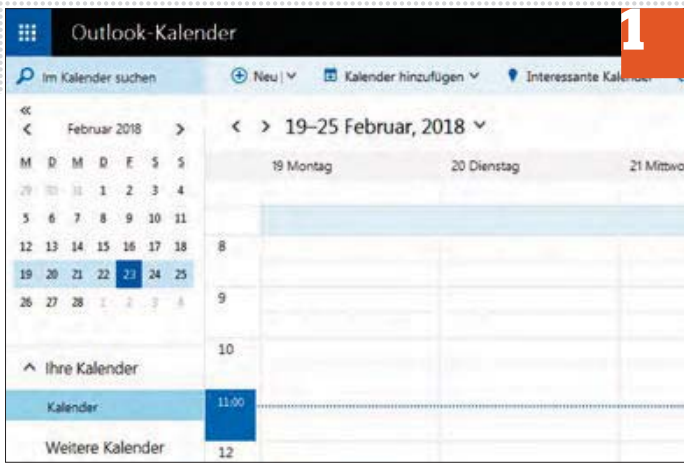 Outlook-Kalender
1
Im Kalender suchen
Neu
Kalender hinzufügen
Interessante Kalender
Februar 2018
19–25 Februar, 2018
M D M D F S S
19 Montag
20 Dienstag
21 Mittwo
29 30 31 1 2 3 4
5 6 7 8 9 10 11
12 13 14 15 16 17 18
19 20 21 22 23 24 25
26 27 28 1 2 3 4
8
9
10
11:00
12
Ihre Kalender
Kalender
Weitere Kalender